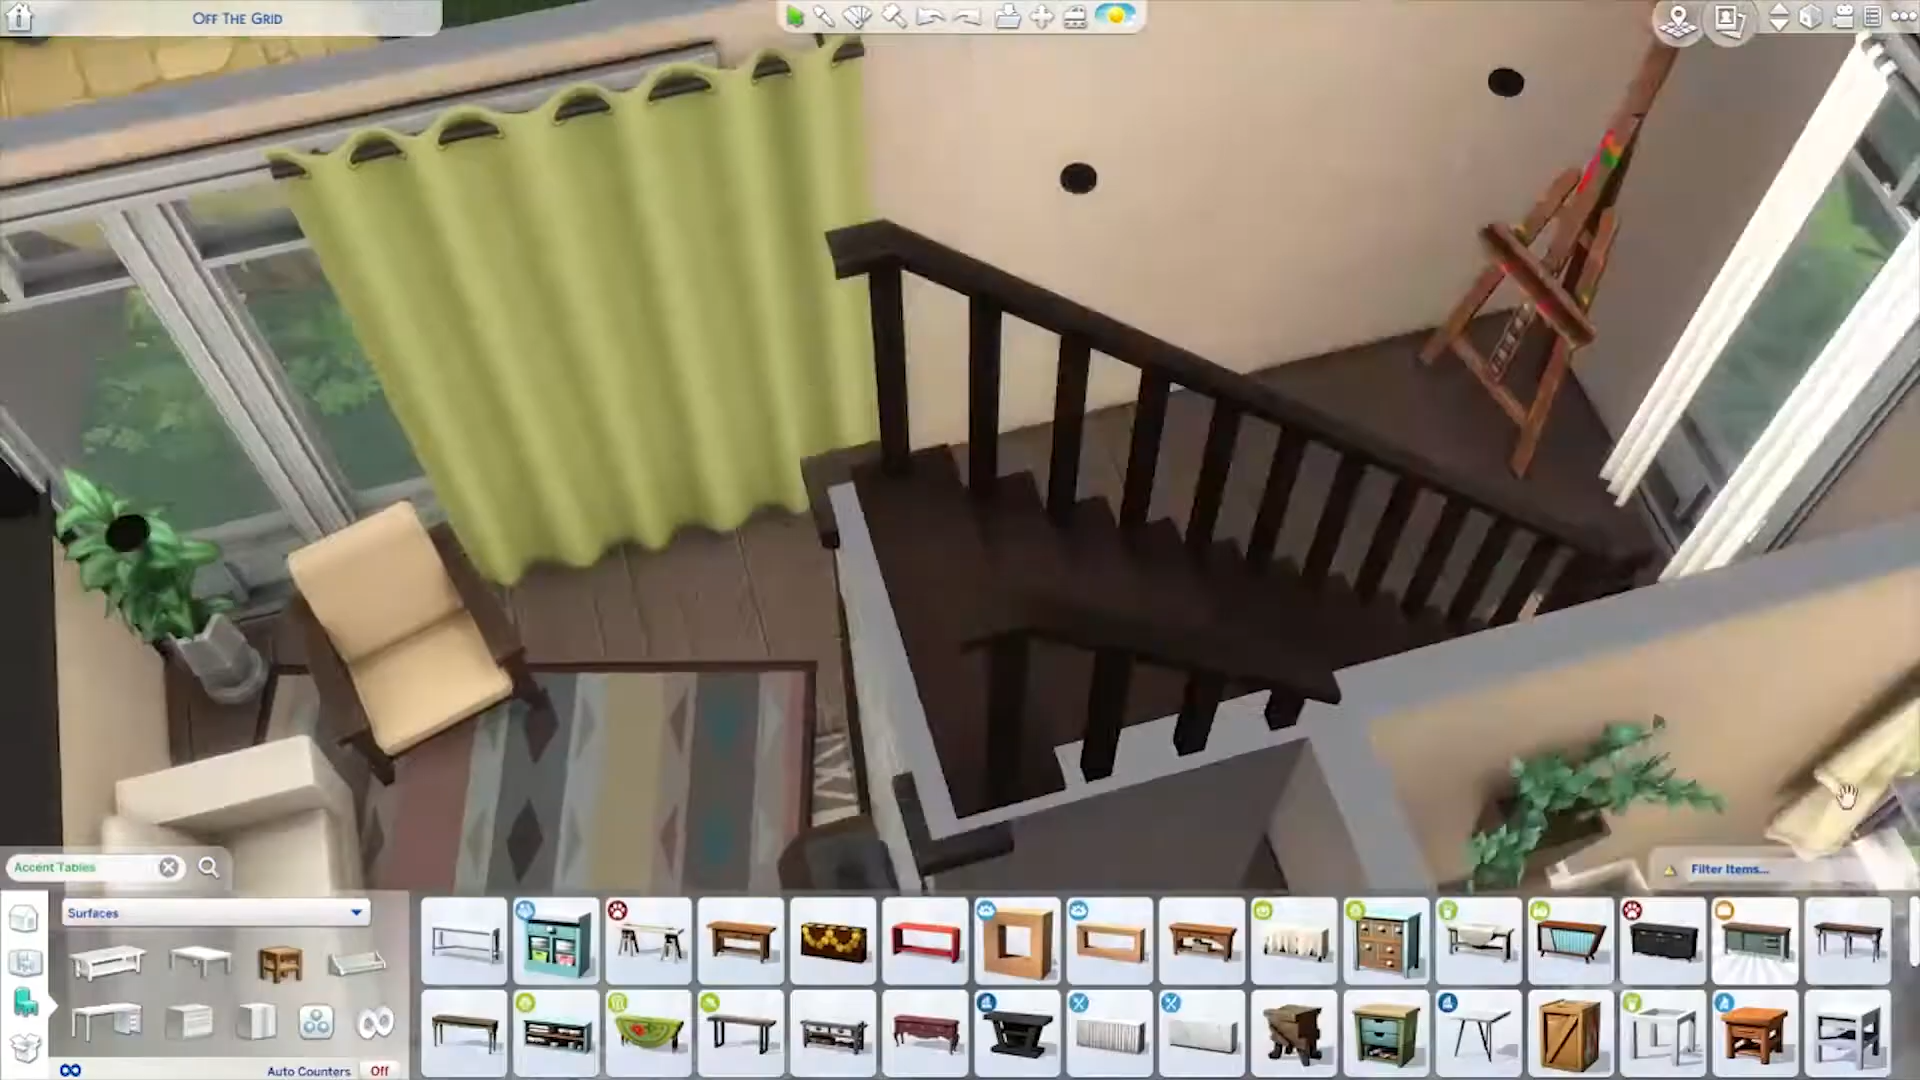 OFF THE GRID
Accent Tables
Filter Items...
Surfaces
Auto Counters Off